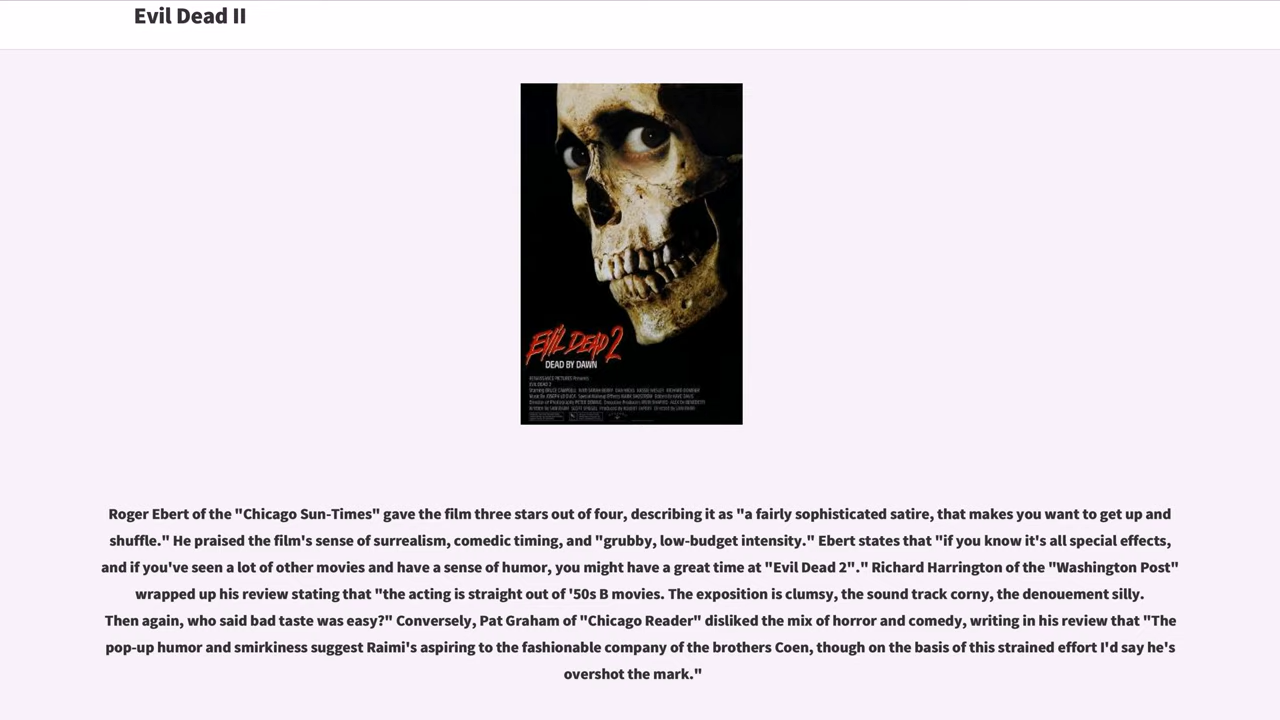 Evil Dead II
EVIL DEAD 2
DEAD BY DAWN
EVIL DEAD 2
Roger Ebert of the "Chicago Sun-Times" gave the film three stars out of four, describing it as "a fairly sophisticated satire, that makes you want to get up and
shuffle." He praised the film's sense of surrealism, comedic timing, and "grubby, low-budget intensity." Ebert states that "if you know it's all special effects,
and if you've seen a lot of other movies and have a sense of humor, you might have a great time at "Evil Dead 2"." Richard Harrington of the "Washington Post"
wrapped up his review stating that "the acting is straight out of '50s B movies. The exposition is clumsy, the sound track corny, the denouement silly.
Then again, who said bad taste was easy?" Conversely, Pat Graham of "Chicago Reader" disliked the mix of horror and comedy, writing in his review that "The
pop-up humor and smirkiness suggest Raimi's aspiring to the fashionable company of the brothers Coen, though on the basis of this strained effort I'd say he's
overshot the mark."